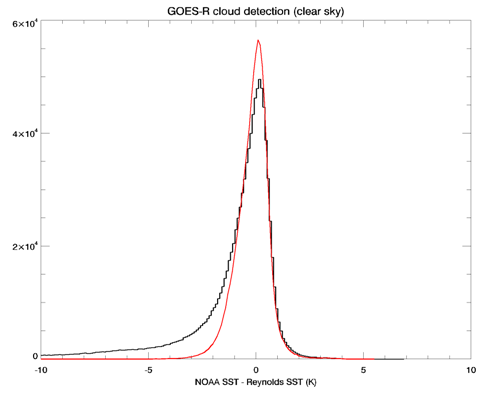 GOES-R cloud detection (clear sky)
6×10⁴
4×10⁴
2×10⁴
0
-10 -5 0 5 10
NOAA SST - Reynolds SST (K)